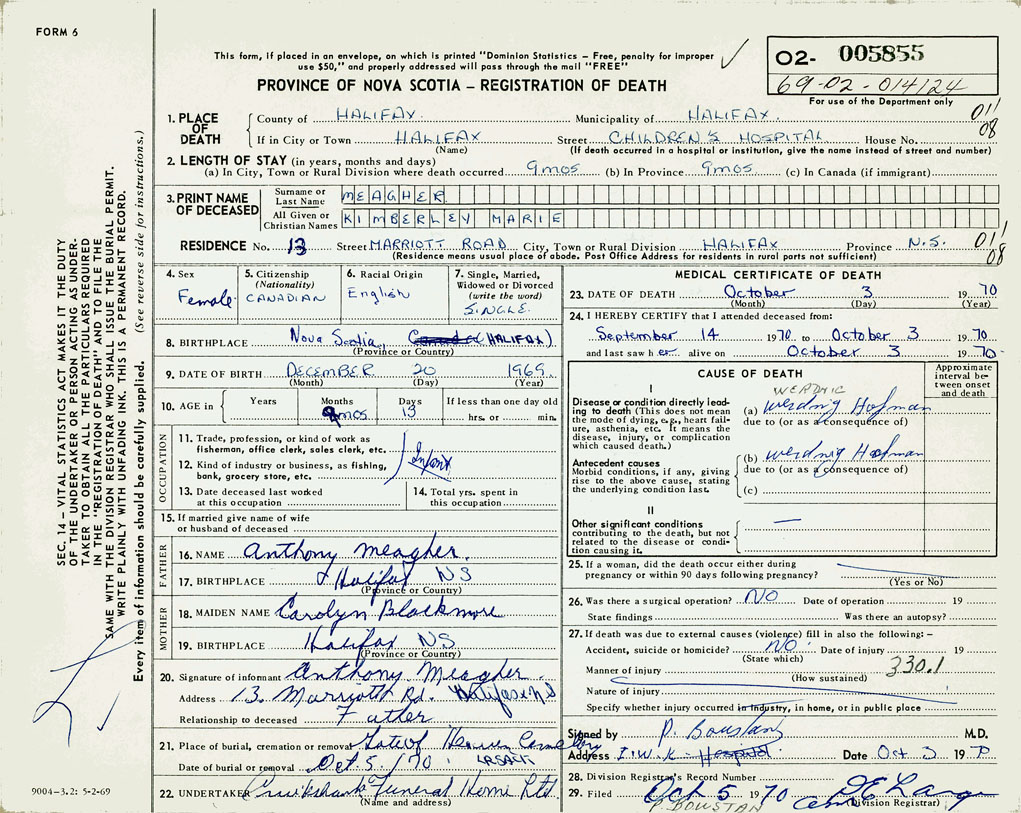 FORM 6
This form, if placed in an envelope, on which is printed "Dominion Statistics – Free, penalty for improper
use $50," and properly addressed will pass through the mail "FREE"
PROVINCE OF NOVA SCOTIA – REGISTRATION OF DEATH
02- 005855
69-02-014124
For use of the Department only
1. PLACE OF DEATH County of HALIFAX. Municipality of HALIFAX. 01/08
If in City or Town HALIFAX Street CHILDREN'S HOSPITAL House No.
(Name) (If death occurred in a hospital or institution, give the name instead of street and number)
2. LENGTH OF STAY (in years, months and days)
(a) In City, Town or Rural Division where death occurred 9mos (b) In Province 9mos. (c) In Canada (if immigrant)
3. PRINT NAME OF DECEASED Surname or Last Name MEAGHER
All Given or Christian Names KIMBERLEY MARIE
RESIDENCE No. 13 Street MARRIOTT ROAD City, Town or Rural Division HALIFAX Province N.S. 01/08
(Residence means usual place of abode. Post Office Address for residents in rural parts not sufficient)
4. Sex Female
5. Citizenship (Nationality) CANADIAN
6. Racial Origin English
7. Single, Married, Widowed or Divorced (write the word) SINGLE.
8. BIRTHPLACE Nova Scotia, (HALIFAX)
(Province or Country)
9. DATE OF BIRTH DECEMBER 20 1969
(Month) (Day) (Year)
10. AGE in Years Months Days If less than one day old
9mos 13 hrs. or min.
OCCUPATION
11. Trade, profession, or kind of work as fisherman, office clerk, sales clerk, etc.
Infant
12. Kind of industry or business, as fishing, bank, grocery store, etc.
13. Date deceased last worked at this occupation
14. Total yrs. spent in this occupation
15. If married give name of wife or husband of deceased
FATHER
16. NAME Anthony Meagher.
17. BIRTHPLACE Halifax NS
(Province or Country)
MOTHER
18. MAIDEN NAME Carolyn Blackmore
19. BIRTHPLACE Halifax NS
(Province or Country)
20. Signature of informant Anthony Meagher.
Address 13 Marriott Rd. Halifax NS
Relationship to deceased Father
21. Place of burial, cremation or removal Gate of Heaven Cemetery
Date of burial or removal Oct 5/70 LR SACK
22. UNDERTAKER Cruikshank Funeral Home Ltd
(Name and address)
MEDICAL CERTIFICATE OF DEATH
23. DATE OF DEATH October 3 1970
(Month) (Day) (Year)
24. I HEREBY CERTIFY that I attended deceased from:
September 14 1970 to October 3 1970
and last saw her alive on October 3 1970
CAUSE OF DEATH
Approximate interval between onset and death
I
Disease or condition directly leading to death (This does not mean the mode of dying, e.g., heart failure, asthenia, etc. It means the disease, injury, or complication which caused death.)
WERDNIG
(a) Werdnig Hofman
due to (or as a consequence of)
Antecedent causes
Morbid conditions, if any, giving rise to the above cause, stating the underlying condition last.
(b) Werdnig Hofman
due to (or as a consequence of)
(c)
II
Other significant conditions contributing to the death, but not related to the disease or condition causing it.
—
25. If a woman, did the death occur either during pregnancy or within 90 days following pregnancy?
(Yes or No)
26. Was there a surgical operation? NO Date of operation 19
State findings Was there an autopsy?
27. If death was due to external causes (violence) fill in also the following:–
Accident, suicide or homicide? NO Date of injury 19
(State which)
Manner of injury 330.1
(How sustained)
Nature of injury
Specify whether injury occurred in industry, in home, or in public place
Signed by P. Boustan M.D.
Address I.W.K. Hospital Date Oct 3 1970
28. Division Registrar's Record Number
29. Filed Oct 5 1970
P. BOUSTAN (Division Registrar)
SEC. 14 – VITAL STATISTICS ACT MAKES IT THE DUTY
OF THE UNDERTAKER OR PERSON ACTING AS UNDER-
TAKER TO OBTAIN ALL THE PARTICULARS REQUIRED
IN THE "REGISTRATION OF DEATH" AND TO FILE THE
SAME WITH THE DIVISION REGISTRAR WHO SHALL ISSUE THE BURIAL PERMIT.
WRITE PLAINLY WITH UNFADING INK. THIS IS A PERMANENT RECORD.
Every item of information should be carefully supplied. (See reverse side for instructions.)
9004-3.2: 5-2-69